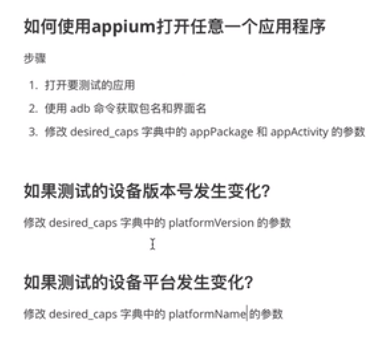 如何使用appium打开任意一个应用程序
步骤
1. 打开要测试的应用
2. 使用 adb 命令获取包名和界面名
3. 修改 desired_caps 字典中的 appPackage 和 appActivity 的参数
如果测试的设备版本号发生变化?
修改 desired_caps 字典中的 platformVersion 的参数
如果测试的设备平台发生变化?
修改 desired_caps 字典中的 platformName 的参数